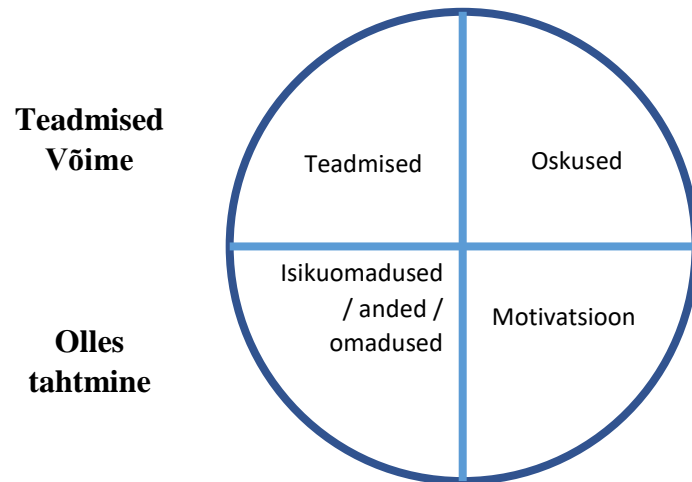 Teadmised
Võime
Teadmised
Oskused
Isikuomadused
/ anded /
omadused
Motivatsioon
Olles
tahtmine